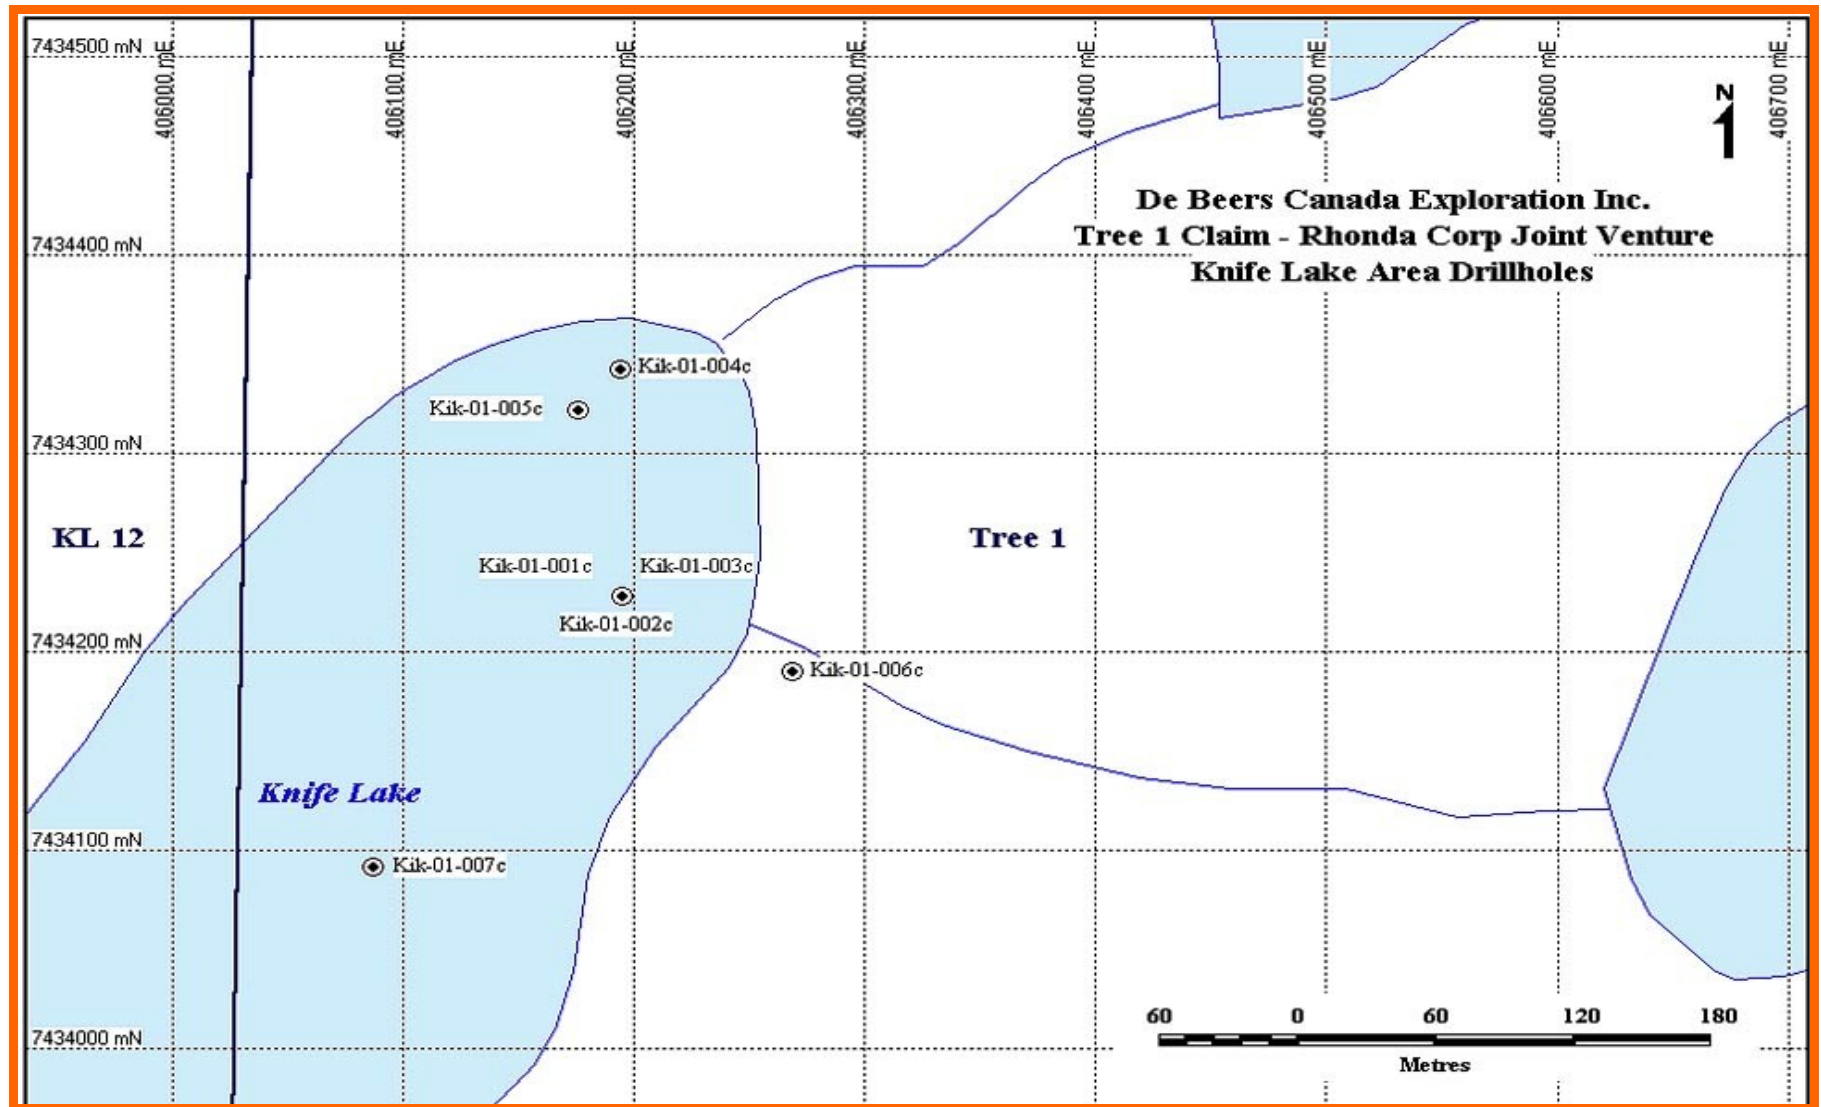 7434500 mN
406000 mE
406100 mE
406200 mE
406300 mE
406400 mE
406500 mE
406600 mE
406700 mE
N
De Beers Canada Exploration Inc.
Tree 1 Claim - Rhonda Corp Joint Venture
Knife Lake Area Drillholes
7434400 mN
Kik-01-004c
Kik-01-005c
7434300 mN
KL 12
Tree 1
Kik-01-001c
Kik-01-003c
Kik-01-002c
7434200 mN
Kik-01-006c
Knife Lake
7434100 mN
Kik-01-007c
7434000 mN
60 0 60 120 180
Metres